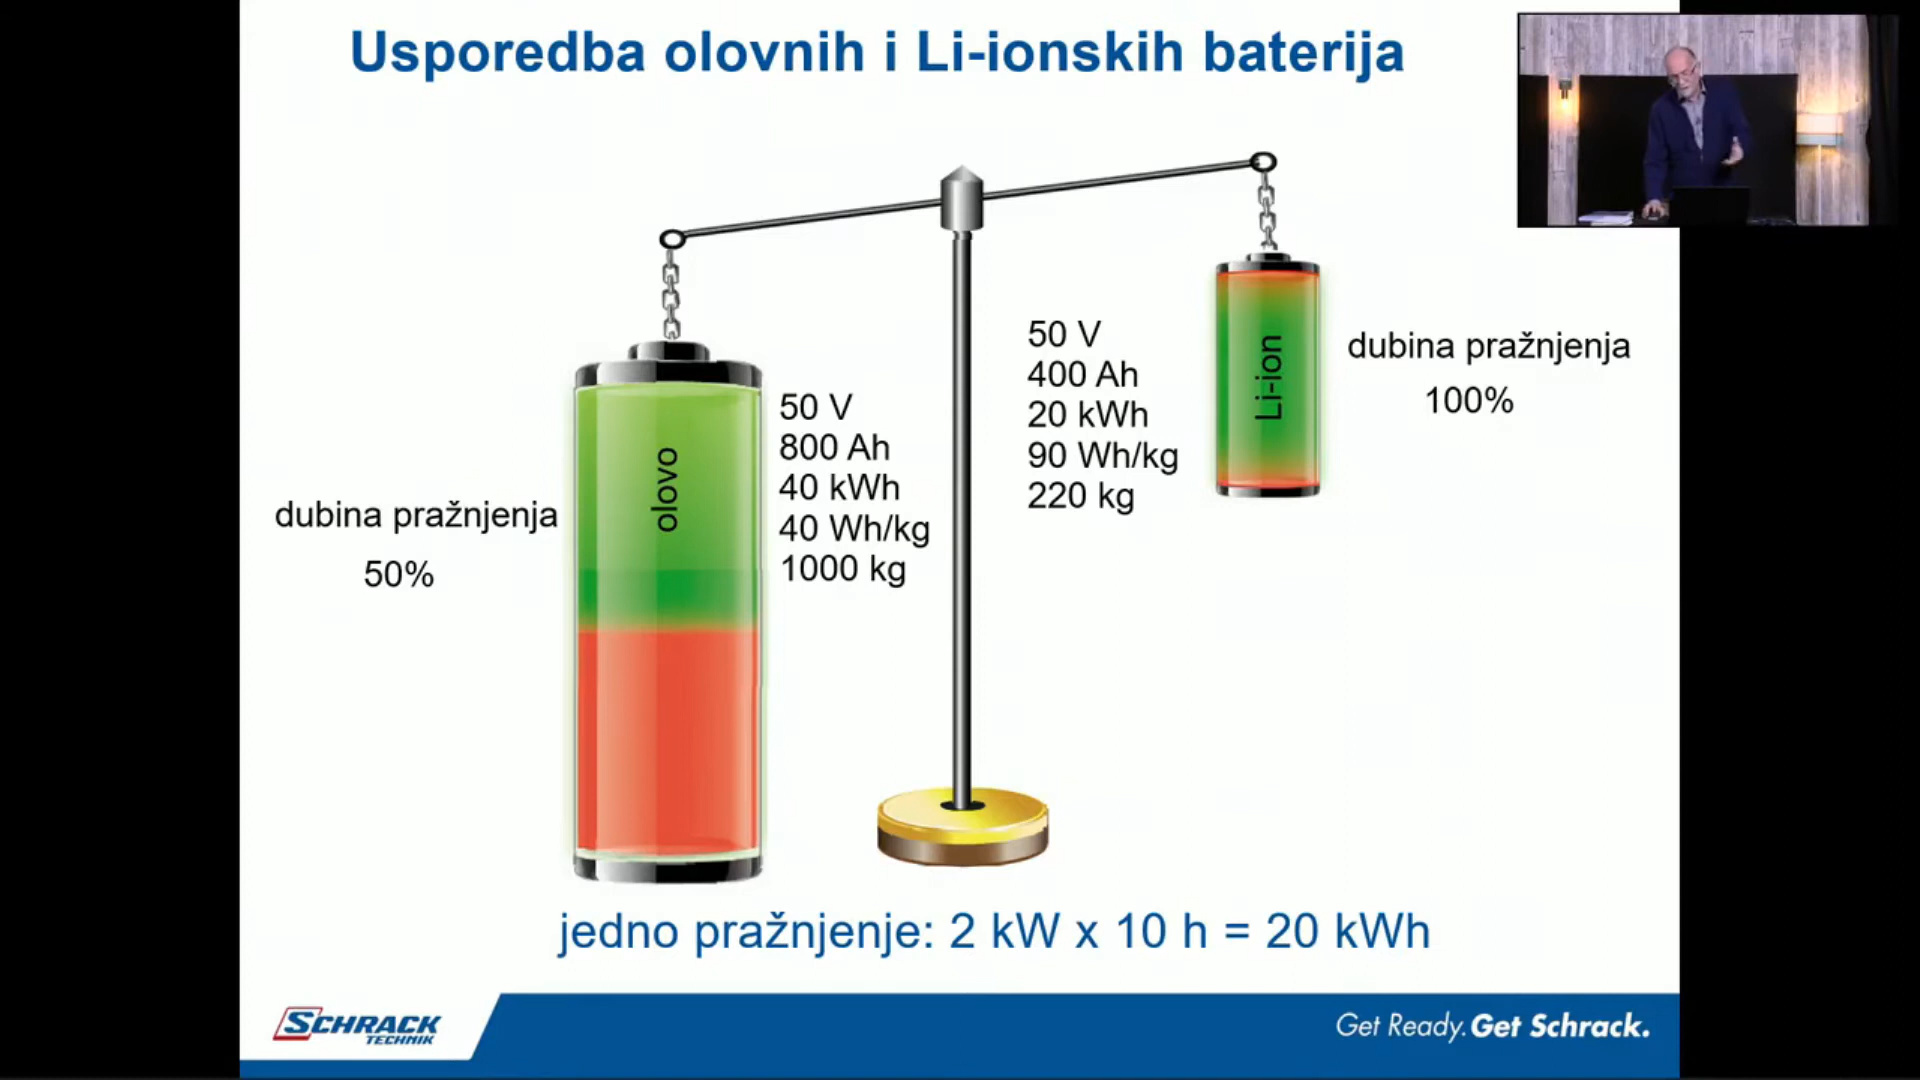 Usporedba olovnih i Li-ionskih baterija
dubina pražnjenja
50%
olovo
50 V
800 Ah
40 kWh
40 Wh/kg
1000 kg
50 V
400 Ah
20 kWh
90 Wh/kg
220 kg
Li-ion
dubina pražnjenja
100%
jedno pražnjenje: 2 kW x 10 h = 20 kWh
SCHRACK
TECHNIK
Get Ready. Get Schrack.